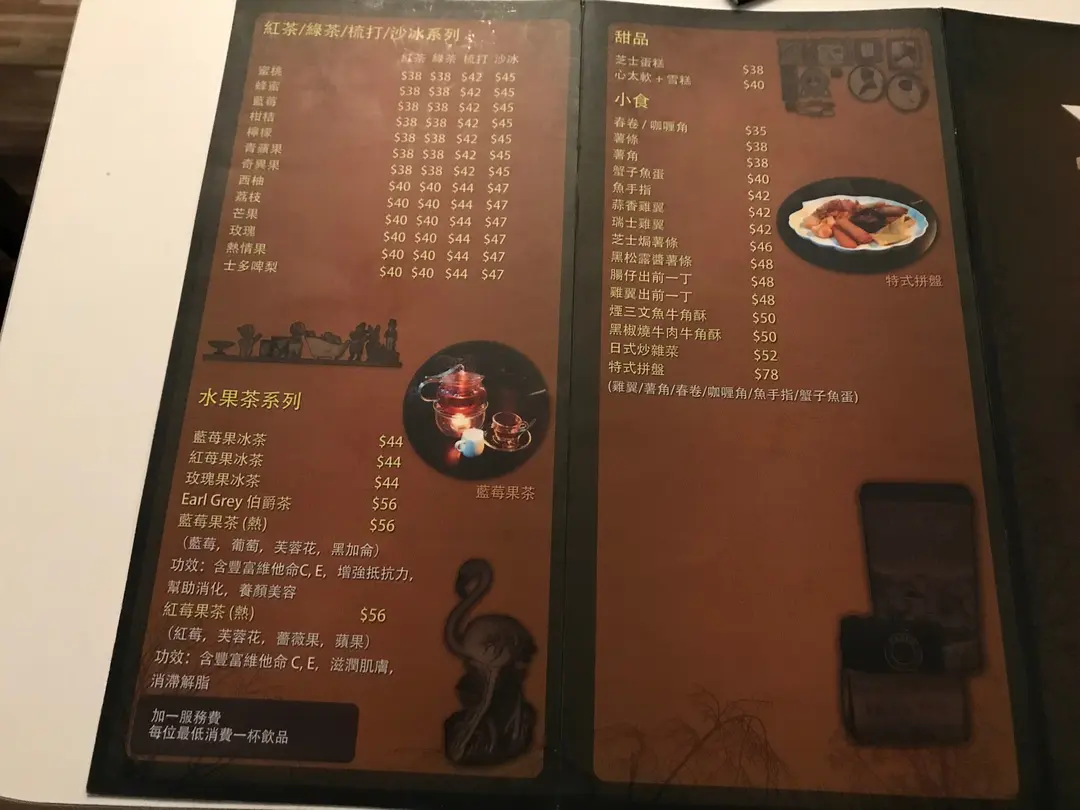 紅茶/綠茶/梳打/沙冰系列
紅茶 綠茶 梳打 沙冰
蜜桃 $38 $38 $42 $45
蜂蜜 $38 $38 $42 $45
藍莓 $38 $38 $42 $45
柑桔 $38 $38 $42 $45
檸檬 $38 $38 $42 $45
青蘋果 $38 $38 $42 $45
奇異果 $38 $38 $42 $45
西柚 $40 $40 $44 $47
荔枝 $40 $40 $44 $47
芒果 $40 $40 $44 $47
玫瑰 $40 $40 $44 $47
熱情果 $40 $40 $44 $47
士多啤梨 $40 $40 $44 $47
水果茶系列
藍莓果冰茶 $44
紅莓果冰茶 $44
玫瑰果冰茶 $44
Earl Grey 伯爵茶 $56
藍莓果茶 (熱) $56
（藍莓，葡萄，芙蓉花，黑加侖）
功效：含豐富維他命C, E，增強抵抗力，
幫助消化，養顏美容
紅莓果茶 (熱) $56
（紅莓，芙蓉花，薔薇果，蘋果）
功效：含豐富維他命 C, E，滋潤肌膚，
消滯解脂
加一服務費
每位最低消費一杯飲品
藍莓果茶
甜品
芝士蛋糕 $38
心太軟 + 雪糕 $40
小食
春卷 / 咖喱角 $35
薯條 $38
薯角 $38
蟹子魚蛋 $40
魚手指 $42
蒜香雞翼 $42
瑞士雞翼 $42
芝士焗薯條 $46
黑松露醬薯條 $48
腸仔出前一丁 $48
雞翼出前一丁 $48
煙三文魚牛角酥 $50
黑椒燒牛肉牛角酥 $50
日式炒雜菜 $52
特式拼盤 $78
(雞翼/薯角/春卷/咖喱角/魚手指/蟹子魚蛋)
特式拼盤